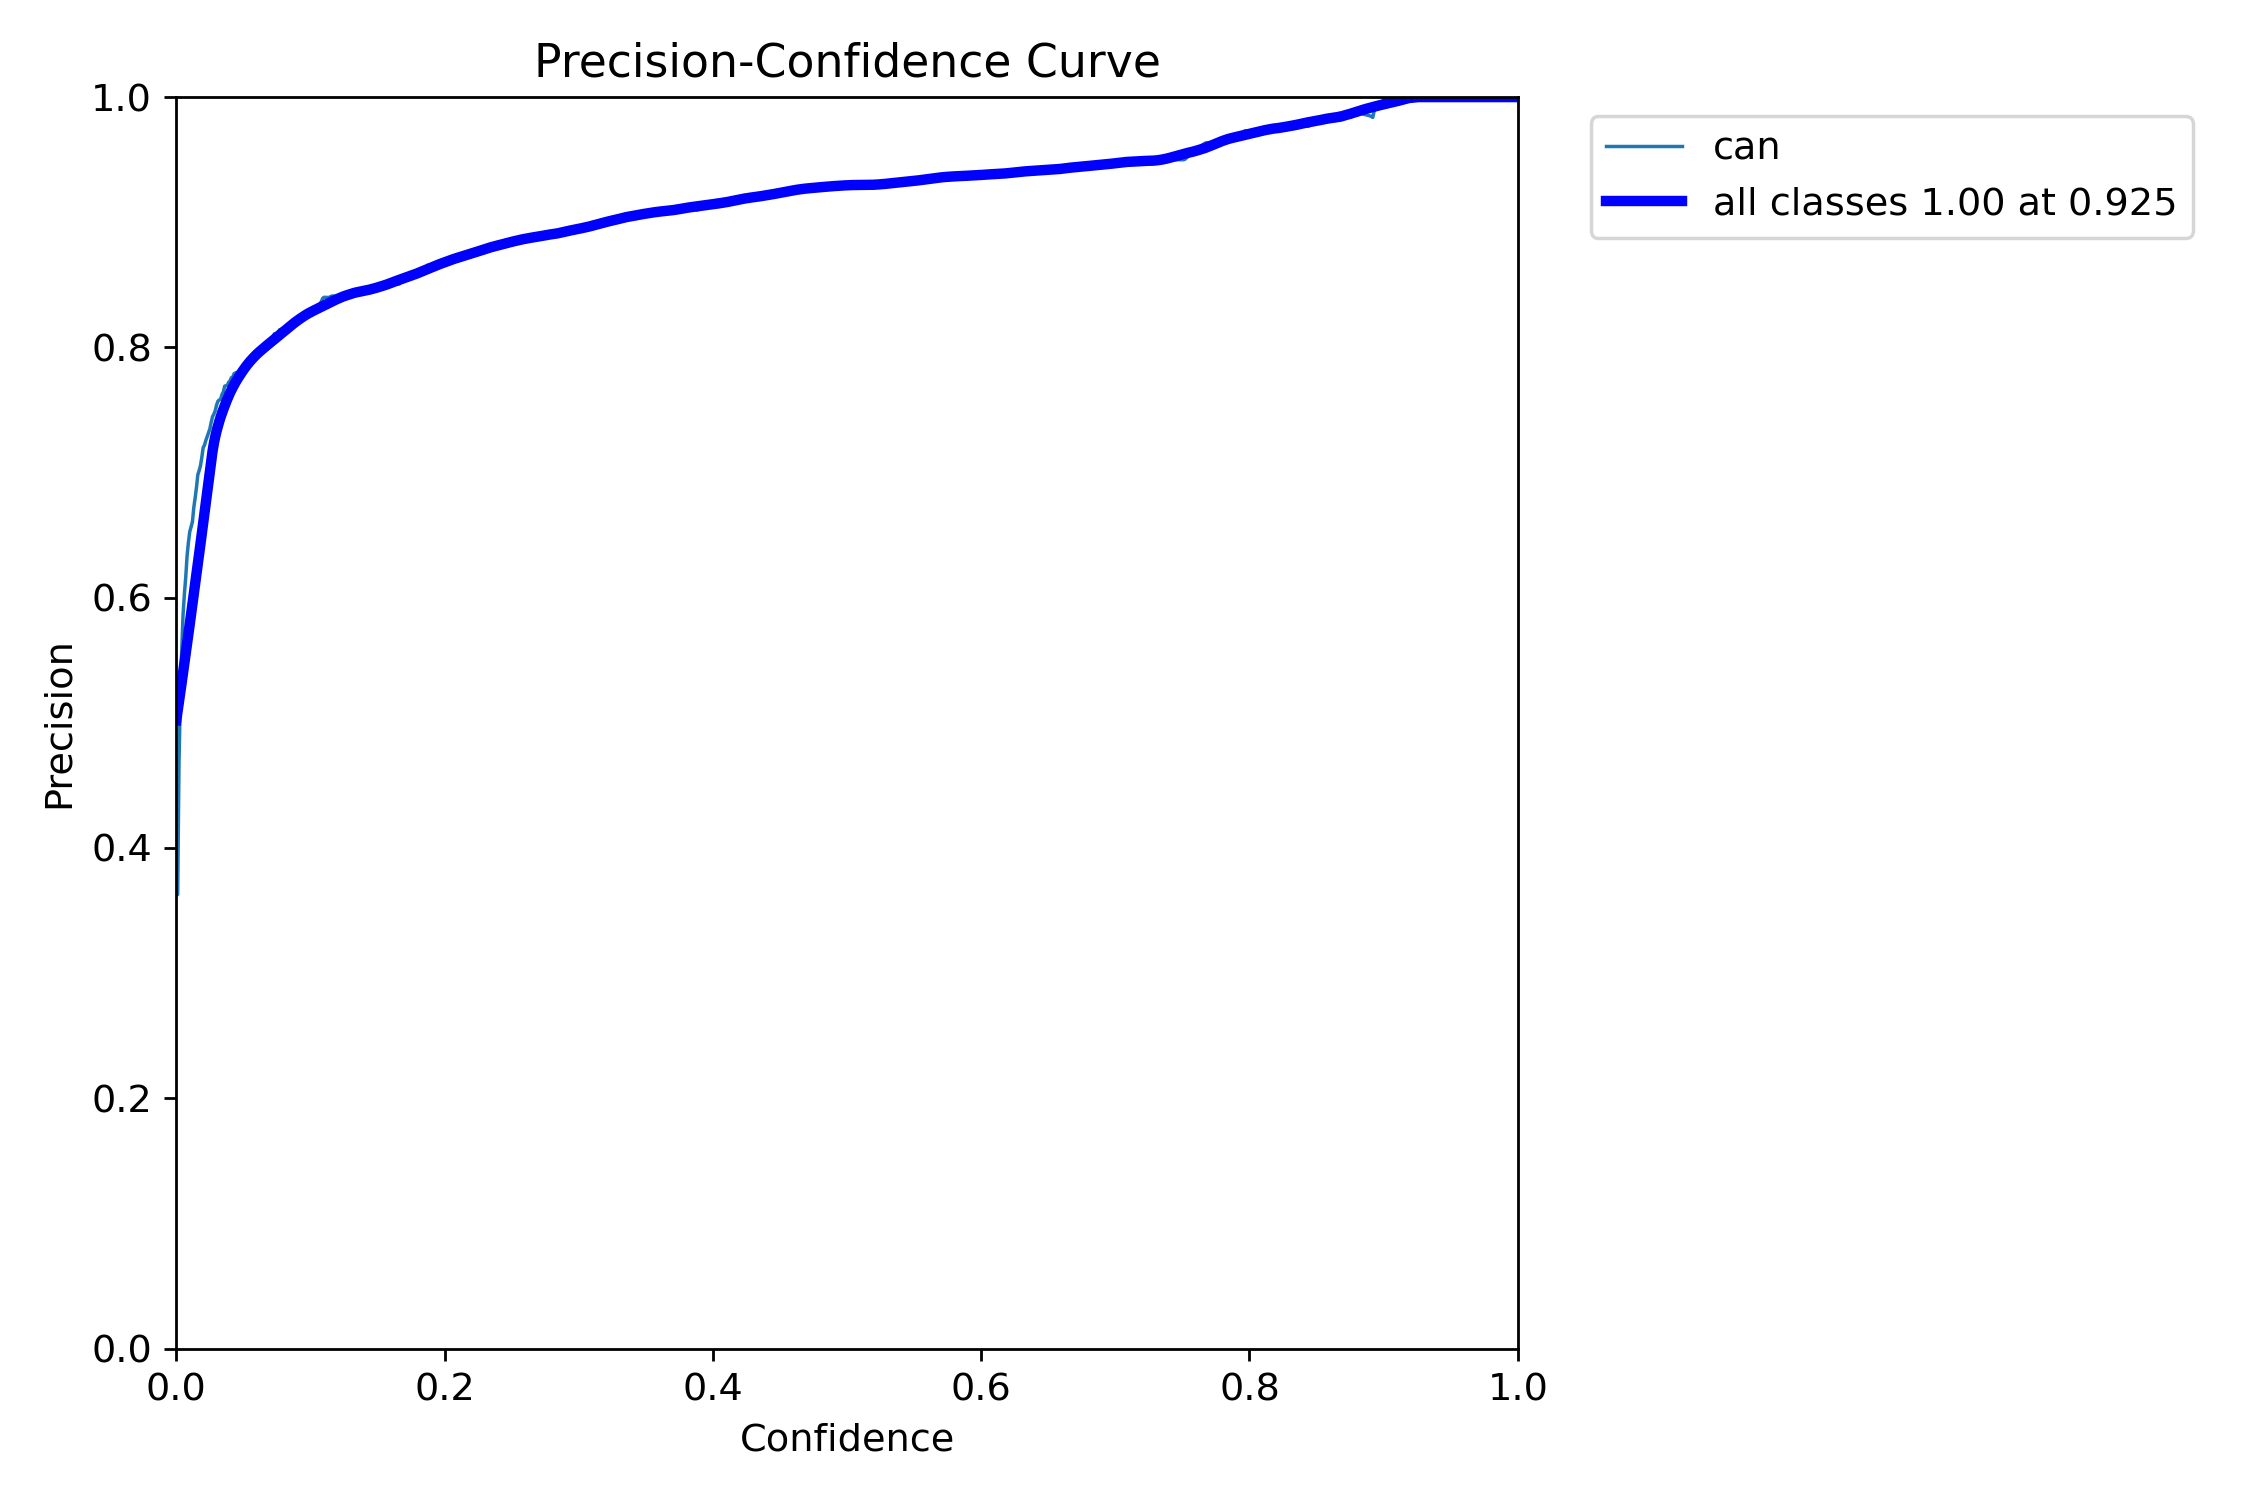 Precision-Confidence Curve
1.0
0.8
0.6
0.4
0.2
0.0
Precision
0.0 0.2 0.4 0.6 0.8 1.0
Confidence
can
all classes 1.00 at 0.925